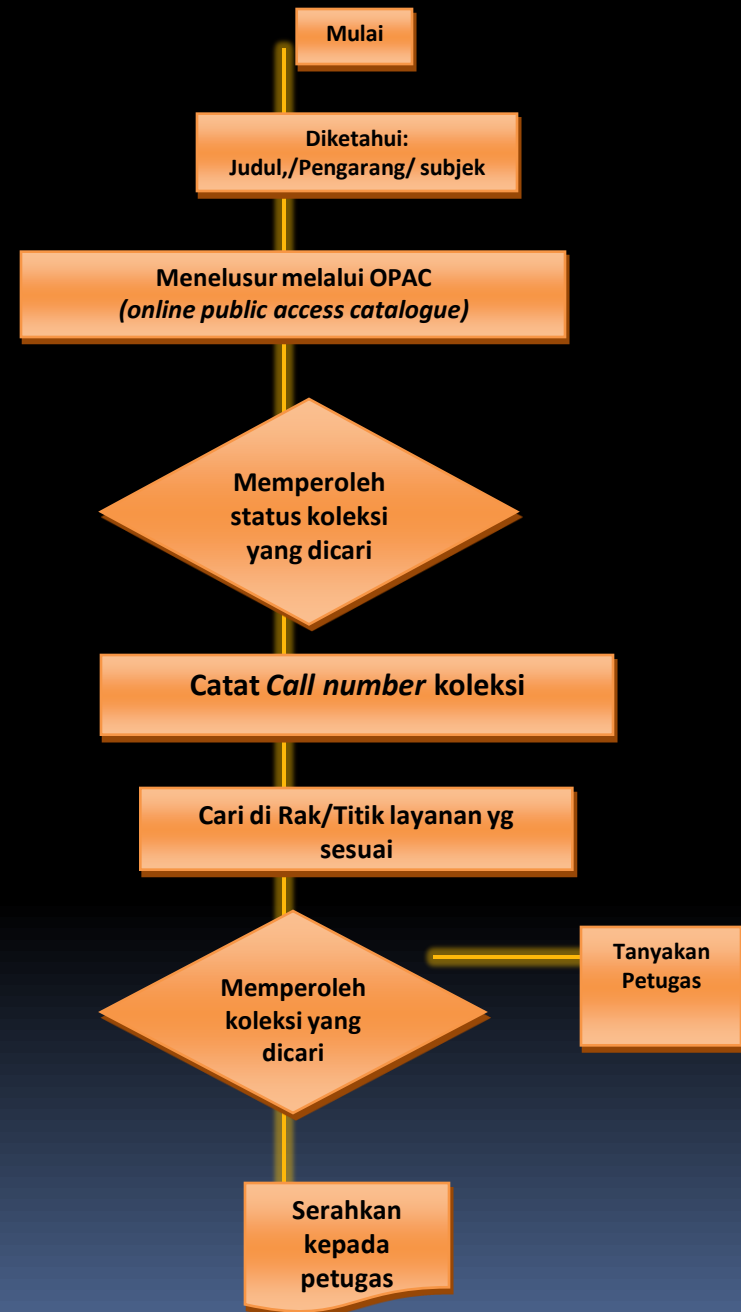 Mulai
Diketahui:
Judul,/Pengarang/ subjek
Menelusur melalui OPAC
(online public access catalogue)
Memperoleh
status koleksi
yang dicari
Catat Call number koleksi
Cari di Rak/Titik layanan yg
sesuai
Memperoleh
koleksi yang
dicari
Tanyakan
Petugas
Serahkan
kepada
petugas